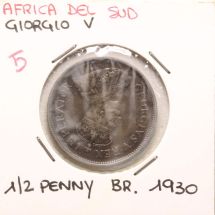 AFRICA DEL SUD
GIORGIO V
5
1/2 PENNY BR. 1930